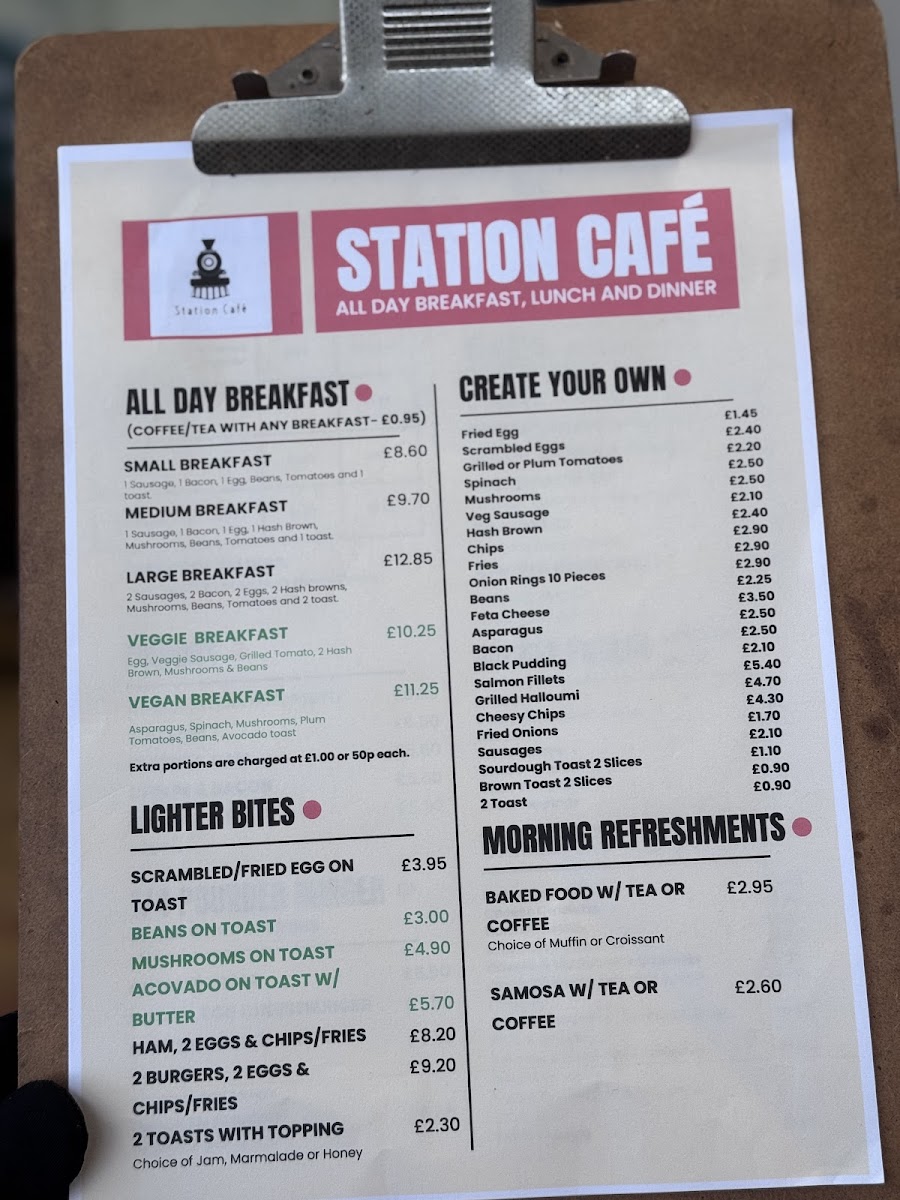 Station Café
STATION CAFÉ
ALL DAY BREAKFAST, LUNCH AND DINNER
ALL DAY BREAKFAST
(COFFEE/TEA WITH ANY BREAKFAST- £0.95)
SMALL BREAKFAST £8.60
1 Sausage, 1 Bacon, 1 Egg, Beans, Tomatoes and 1
toast.
MEDIUM BREAKFAST £9.70
1 Sausage, 1 Bacon, 1 Egg, 1 Hash Brown,
Mushrooms, Beans, Tomatoes and 1 toast.
LARGE BREAKFAST £12.85
2 Sausages, 2 Bacon, 2 Eggs, 2 Hash browns,
Mushrooms, Beans, Tomatoes and 2 toast.
VEGGIE BREAKFAST £10.25
Egg, Veggie Sausage, Grilled Tomato, 2 Hash
Brown, Mushrooms & Beans
VEGAN BREAKFAST £11.25
Asparagus, Spinach, Mushrooms, Plum
Tomatoes, Beans, Avocado toast
Extra portions are charged at £1.00 or 50p each.
LIGHTER BITES
SCRAMBLED/FRIED EGG ON £3.95
TOAST
BEANS ON TOAST £3.00
MUSHROOMS ON TOAST £4.90
ACOVADO ON TOAST W/
BUTTER £5.70
HAM, 2 EGGS & CHIPS/FRIES £8.20
2 BURGERS, 2 EGGS & £9.20
CHIPS/FRIES
2 TOASTS WITH TOPPING £2.30
Choice of Jam, Marmalade or Honey
CREATE YOUR OWN
Fried Egg £1.45
Scrambled Eggs £2.40
Grilled or Plum Tomatoes £2.20
Spinach £2.50
Mushrooms £2.50
Veg Sausage £2.10
Hash Brown £2.40
Chips £2.90
Fries £2.90
Onion Rings 10 Pieces £2.90
Beans £2.25
Feta Cheese £3.50
Asparagus £2.50
Bacon £2.50
Black Pudding £2.10
Salmon Fillets £5.40
Grilled Halloumi £4.70
Cheesy Chips £4.30
Fried Onions £1.70
Sausages £2.10
Sourdough Toast 2 Slices £1.10
Brown Toast 2 Slices £0.90
2 Toast £0.90
MORNING REFRESHMENTS
BAKED FOOD W/ TEA OR £2.95
COFFEE
Choice of Muffin or Croissant
SAMOSA W/ TEA OR £2.60
COFFEE